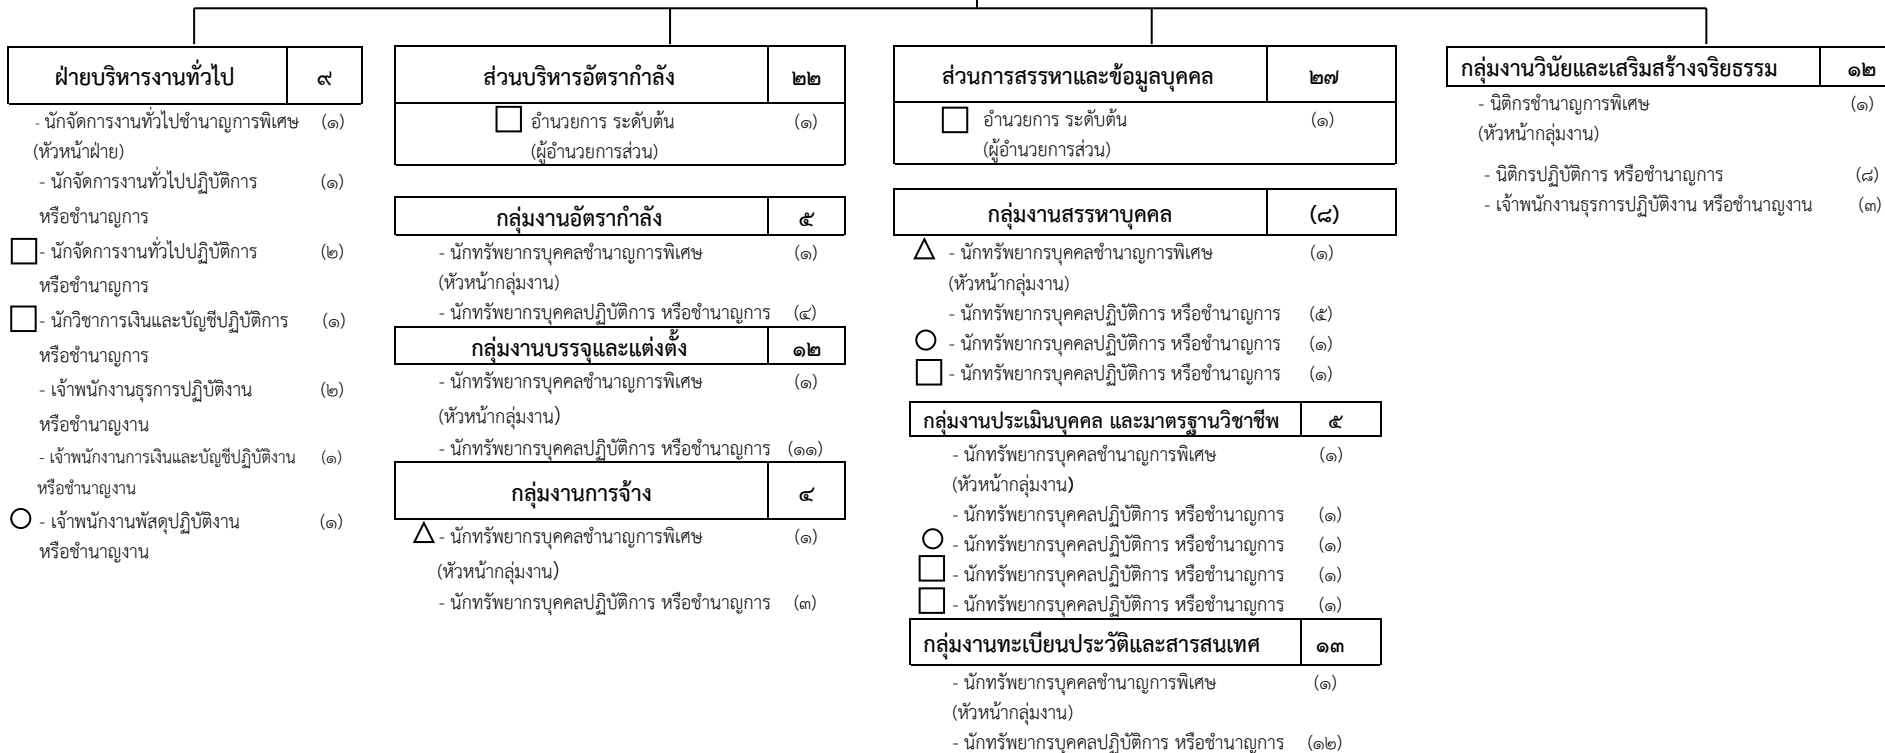 ฝ่ายบริหารงานทั่วไป ๙
- นักจัดการงานทั่วไปชำนาญการพิเศษ (๑)
(หัวหน้าฝ่าย)
- นักจัดการงานทั่วไปปฏิบัติการ (๑)
หรือชำนาญการ
- นักจัดการงานทั่วไปปฏิบัติการ (๒)
หรือชำนาญการ
- นักวิชาการเงินและบัญชีปฏิบัติการ (๑)
หรือชำนาญการ
- เจ้าพนักงานธุรการปฏิบัติงาน (๒)
หรือชำนาญงาน
- เจ้าพนักงานการเงินและบัญชีปฏิบัติงาน (๑)
หรือชำนาญงาน
- เจ้าพนักงานพัสดุปฏิบัติงาน (๑)
หรือชำนาญงาน
ส่วนบริหารอัตรากำลัง ๒๒
อำนวยการ ระดับต้น (๑)
(ผู้อำนวยการส่วน)
กลุ่มงานอัตรากำลัง ๕
- นักทรัพยากรบุคคลชำนาญการพิเศษ (๑)
(หัวหน้ากลุ่มงาน)
- นักทรัพยากรบุคคลปฏิบัติการ หรือชำนาญการ (๔)
กลุ่มงานบรรจุและแต่งตั้ง ๑๒
- นักทรัพยากรบุคคลชำนาญการพิเศษ (๑)
(หัวหน้ากลุ่มงาน)
- นักทรัพยากรบุคคลปฏิบัติการ หรือชำนาญการ (๑๑)
กลุ่มงานการจ้าง ๔
- นักทรัพยากรบุคคลชำนาญการพิเศษ (๑)
(หัวหน้ากลุ่มงาน)
- นักทรัพยากรบุคคลปฏิบัติการ หรือชำนาญการ (๓)
ส่วนการสรรหาและข้อมูลบุคคล ๒๗
อำนวยการ ระดับต้น (๑)
(ผู้อำนวยการส่วน)
กลุ่มงานสรรหาบุคคล (๘)
- นักทรัพยากรบุคคลชำนาญการพิเศษ (๑)
(หัวหน้ากลุ่มงาน)
- นักทรัพยากรบุคคลปฏิบัติการ หรือชำนาญการ (๕)
- นักทรัพยากรบุคคลปฏิบัติการ หรือชำนาญการ (๑)
- นักทรัพยากรบุคคลปฏิบัติการ หรือชำนาญการ (๑)
กลุ่มงานประเมินบุคคล และมาตรฐานวิชาชีพ ๕
- นักทรัพยากรบุคคลชำนาญการพิเศษ (๑)
(หัวหน้ากลุ่มงาน)
- นักทรัพยากรบุคคลปฏิบัติการ หรือชำนาญการ (๑)
- นักทรัพยากรบุคคลปฏิบัติการ หรือชำนาญการ (๑)
- นักทรัพยากรบุคคลปฏิบัติการ หรือชำนาญการ (๑)
- นักทรัพยากรบุคคลปฏิบัติการ หรือชำนาญการ (๑)
กลุ่มงานทะเบียนประวัติและสารสนเทศ ๑๓
- นักทรัพยากรบุคคลชำนาญการพิเศษ (๑)
(หัวหน้ากลุ่มงาน)
- นักทรัพยากรบุคคลปฏิบัติการ หรือชำนาญการ (๑๒)
กลุ่มงานวินัยและเสริมสร้างจริยธรรม ๑๒
- นิติกรชำนาญการพิเศษ (๑)
(หัวหน้ากลุ่มงาน)
- นิติกรปฏิบัติการ หรือชำนาญการ (๘)
- เจ้าพนักงานธุรการปฏิบัติงาน หรือชำนาญงาน (๓)